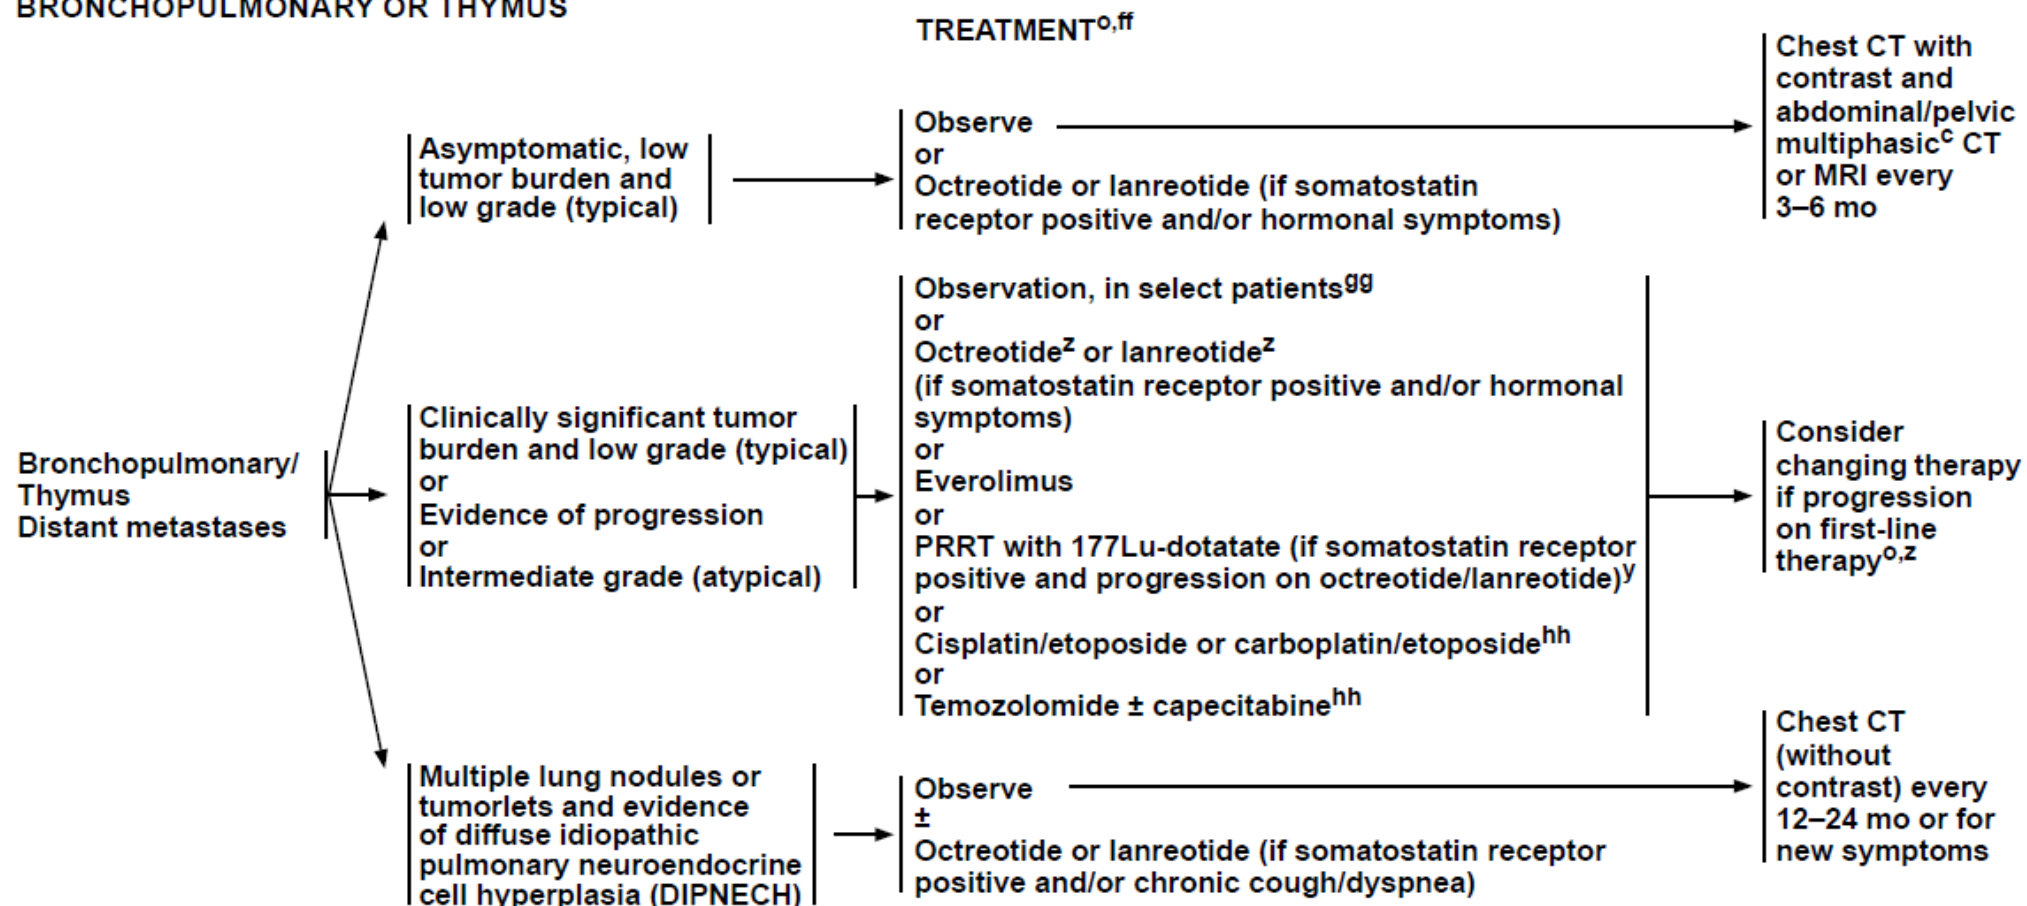 BRONCHOPULMONARY OR THYMUS
TREATMENTo,ff
Bronchopulmonary/
Thymus
Distant metastases
Asymptomatic, low
tumor burden and
low grade (typical)
Observe
or
Octreotide or lanreotide (if somatostatin
receptor positive and/or hormonal symptoms)
Chest CT with
contrast and
abdominal/pelvic
multiphasicc CT
or MRI every
3–6 mo
Clinically significant tumor
burden and low grade (typical)
or
Evidence of progression
or
Intermediate grade (atypical)
Observation, in select patientsgg
or
Octreotidez or lanreotidez
(if somatostatin receptor positive and/or hormonal
symptoms)
or
Everolimus
or
PRRT with 177Lu-dotatate (if somatostatin receptor
positive and progression on octreotide/lanreotide)y
or
Cisplatin/etoposide or carboplatin/etoposidehh
or
Temozolomide ± capecitabinehh
Consider
changing therapy
if progression
on first-line
therapyo,z
Multiple lung nodules or
tumorlets and evidence
of diffuse idiopathic
pulmonary neuroendocrine
cell hyperplasia (DIPNECH)
Observe
±
Octreotide or lanreotide (if somatostatin receptor
positive and/or chronic cough/dyspnea)
Chest CT
(without
contrast) every
12–24 mo or for
new symptoms